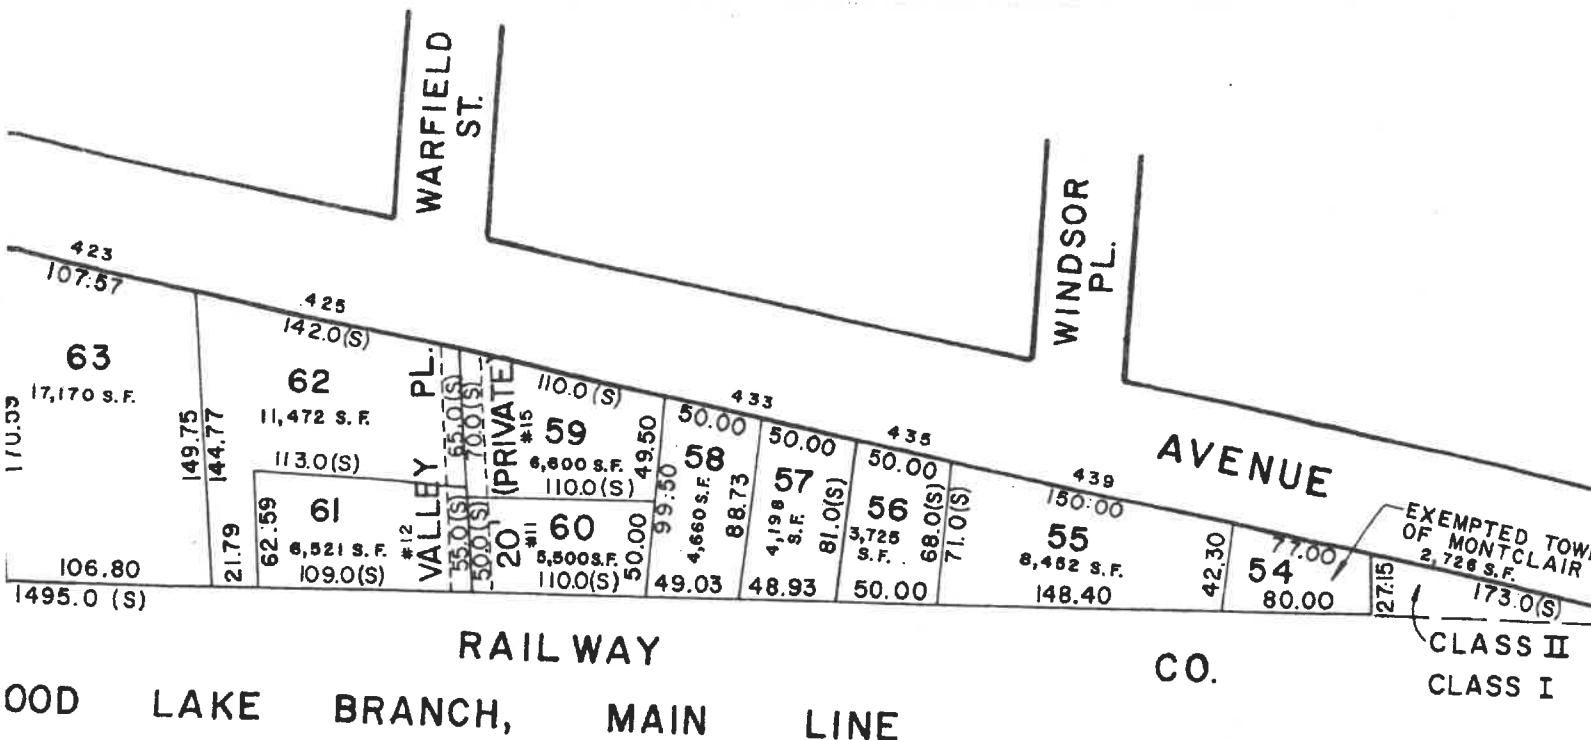 WARFIELD
ST.
WINDSOR
PL.
AVENUE
423
107.57
63
17,170 S.F.
149.75
106.80
1495.0 (S)
425
142.0(S)
62
11,472 S.F.
144.77
113.0(S)
21.79
62.59
61
6,521 S.F.
109.0(S)
#12
VALLEY PL.
65.0(S)
70.0(S)
55.0(S)
50.0(S)
20' (PRIVATE)
110.0 (S)
#15
59
6,600 S.F.
49.50
110.0(S)
#11
60
5,500 S.F.
50.00
110.0(S)
433
50.00
58
4,660 S.F.
99.50
88.73
49.03
50.00
57
4,198
S.F.
81.0(S)
48.93
435
50.00
56
3,725
S.F.
68.0(S)
50.00
71.0(S)
439
150.00
55
8,452 S.F.
42.30
148.40
77.00
54
80.00
27.15
EXEMPTED TOW
OF MONTCLAIR
2,726 S.F.
173.0(S)
CLASS II
CLASS I
RAILWAY CO.
OOD LAKE BRANCH, MAIN LINE